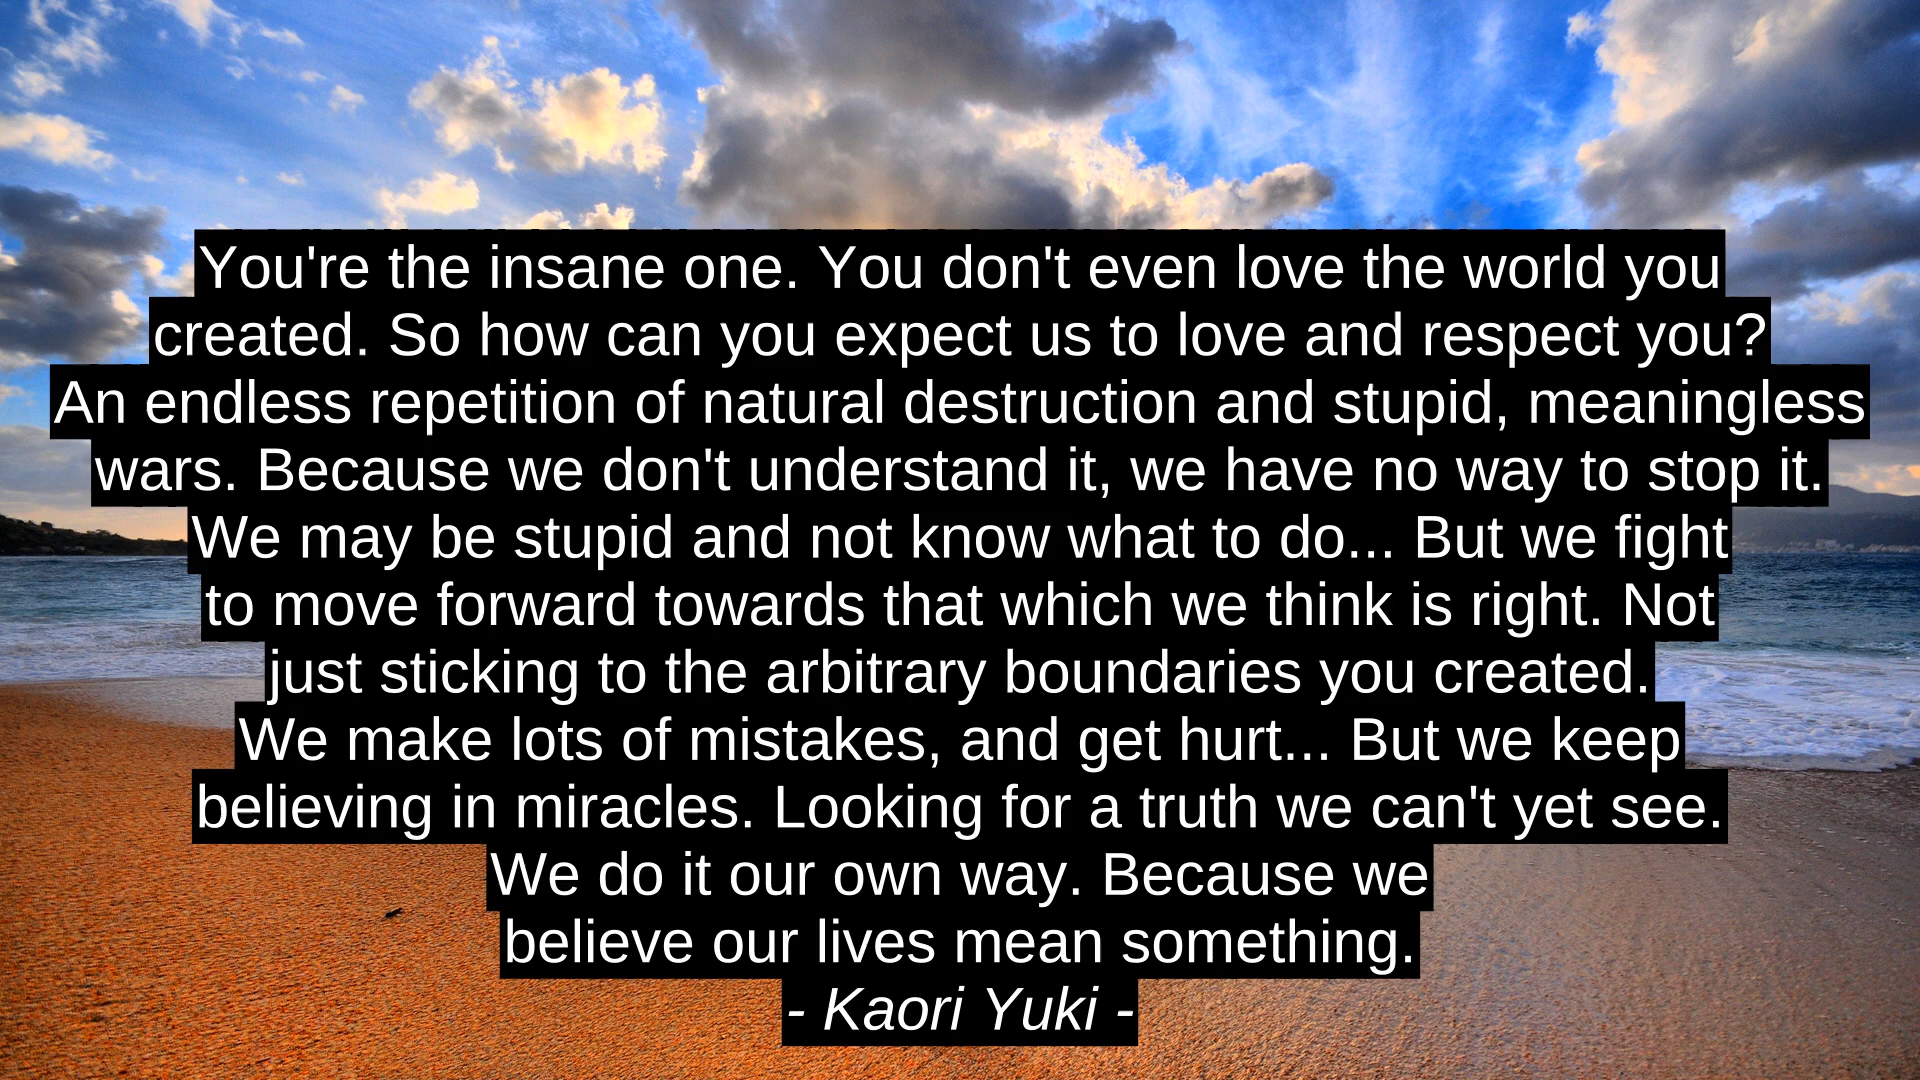 You're the insane one. You don't even love the world you
created. So how can you expect us to love and respect you?
An endless repetition of natural destruction and stupid, meaningless
wars. Because we don't understand it, we have no way to stop it.
We may be stupid and not know what to do... But we fight
to move forward towards that which we think is right. Not
just sticking to the arbitrary boundaries you created.
We make lots of mistakes, and get hurt... But we keep
believing in miracles. Looking for a truth we can't yet see.
We do it our own way. Because we
believe our lives mean something.
- Kaori Yuki -